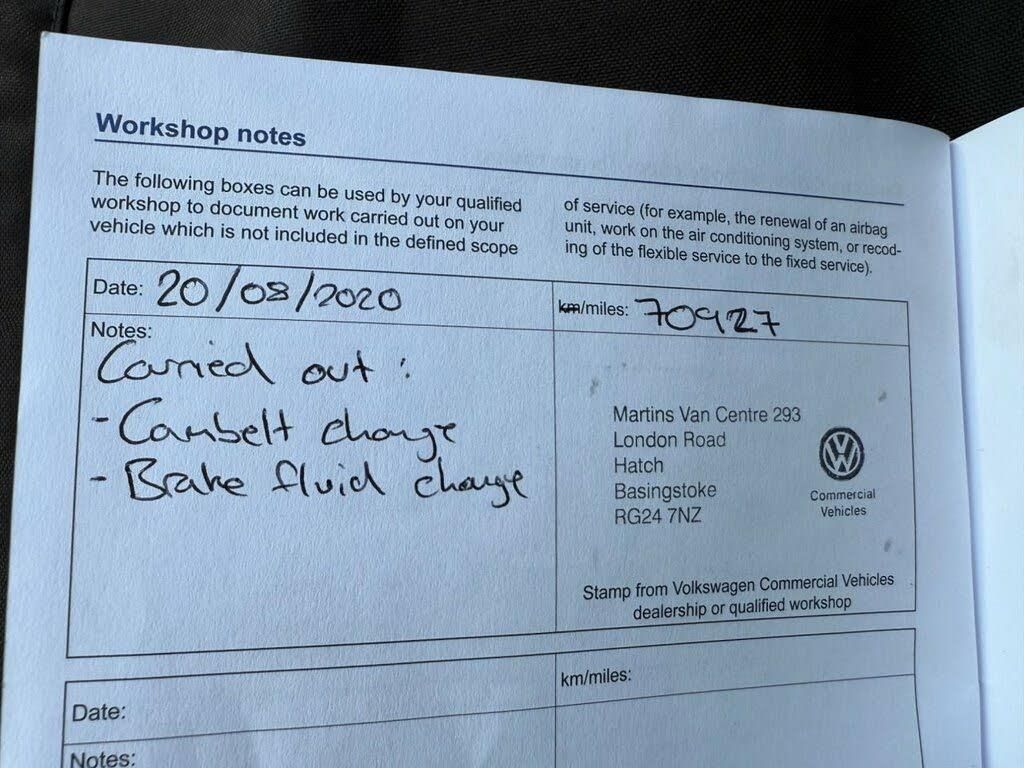 Workshop notes
The following boxes can be used by your qualified
workshop to document work carried out on your
vehicle which is not included in the defined scope
of service (for example, the renewal of an airbag
unit, work on the air conditioning system, or recod-
ing of the flexible service to the fixed service).
Date: 20/08/2020
km/miles: 70927
Notes:
Carried out :
- Cambelt change
- Brake fluid change
Martins Van Centre 293
London Road
Hatch
Basingstoke
RG24 7NZ
Commercial
Vehicles
Stamp from Volkswagen Commercial Vehicles
dealership or qualified workshop
Date:
km/miles:
Notes: